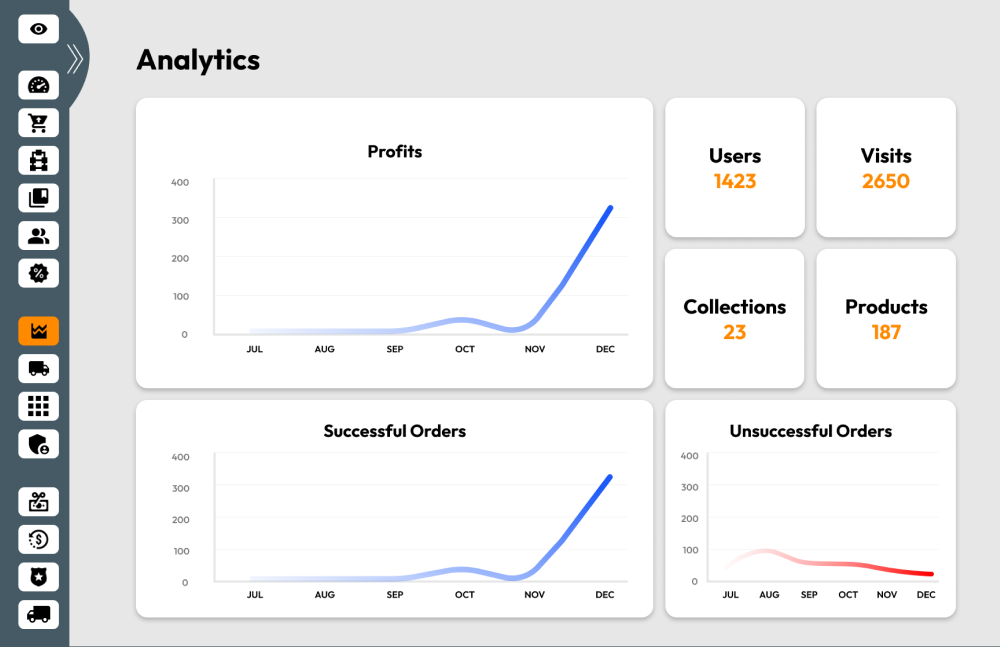 Analytics
Profits
400
300
200
100
0
JUL AUG SEP OCT NOV DEC
Users
1423
Visits
2650
Collections
23
Products
187
Successful Orders
400
300
200
100
0
JUL AUG SEP OCT NOV DEC
Unsuccessful Orders
400
300
200
100
0
JUL AUG SEP OCT NOV DEC